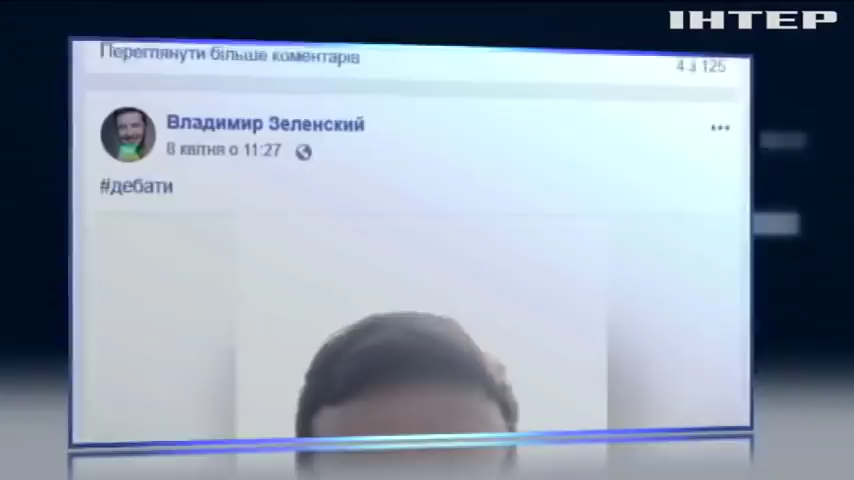 ІНТЕР
Переглянути більше коментарів
4 з 125
Владимир Зеленский
8 квітня о 11:27
#дебати